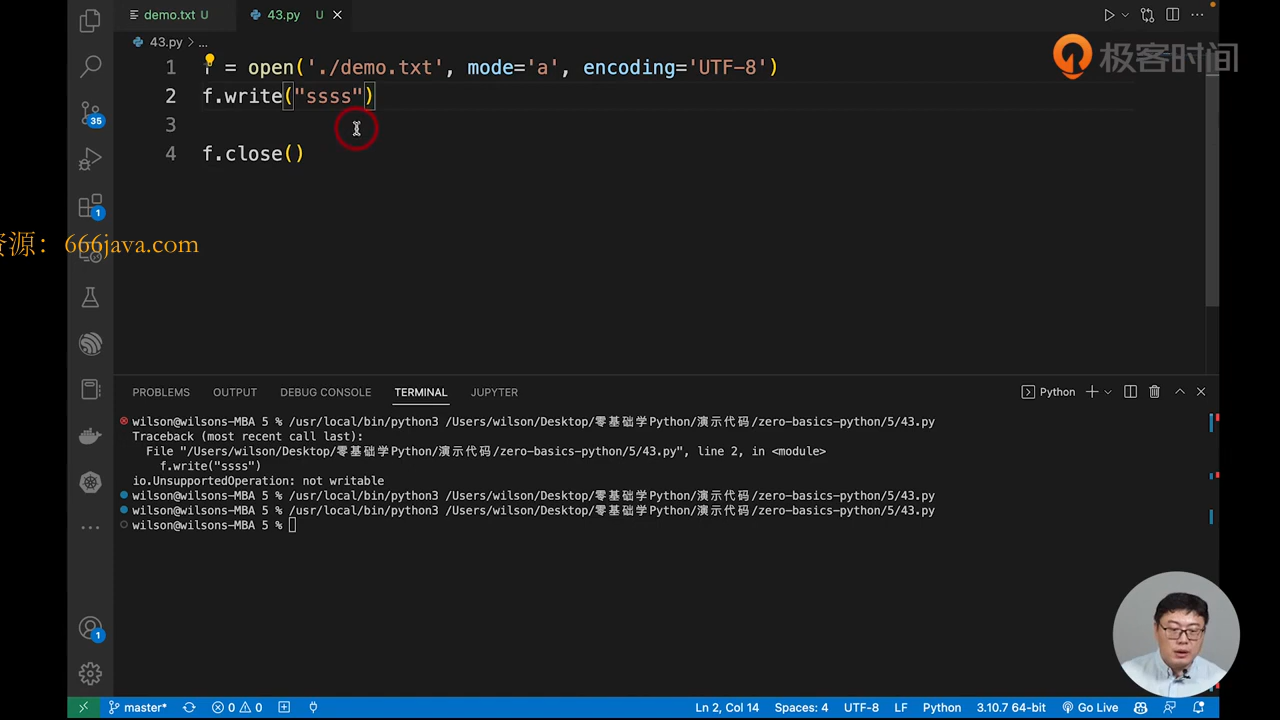 demo.txt U
43.py U
极客时间
43.py > ...
1 f = open('./demo.txt', mode='a', encoding='UTF-8')
2 f.write("ssss")
3
4 f.close()
35
1
资源：666java.com
PROBLEMS OUTPUT DEBUG CONSOLE TERMINAL JUPYTER Python
wilson@wilsons-MBA 5 % /usr/local/bin/python3 /Users/wilson/Desktop/零基础学Python/演示代码/zero-basics-python/5/43.py
Traceback (most recent call last):
File "/Users/wilson/Desktop/零基础学Python/演示代码/zero-basics-python/5/43.py", line 2, in <module>
f.write("ssss")
io.UnsupportedOperation: not writable
wilson@wilsons-MBA 5 % /usr/local/bin/python3 /Users/wilson/Desktop/零基础学Python/演示代码/zero-basics-python/5/43.py
wilson@wilsons-MBA 5 % /usr/local/bin/python3 /Users/wilson/Desktop/零基础学Python/演示代码/zero-basics-python/5/43.py
wilson@wilsons-MBA 5 %
1
master* 0 0 Ln 2, Col 14 Spaces: 4 UTF-8 LF Python 3.10.7 64-bit Go Live